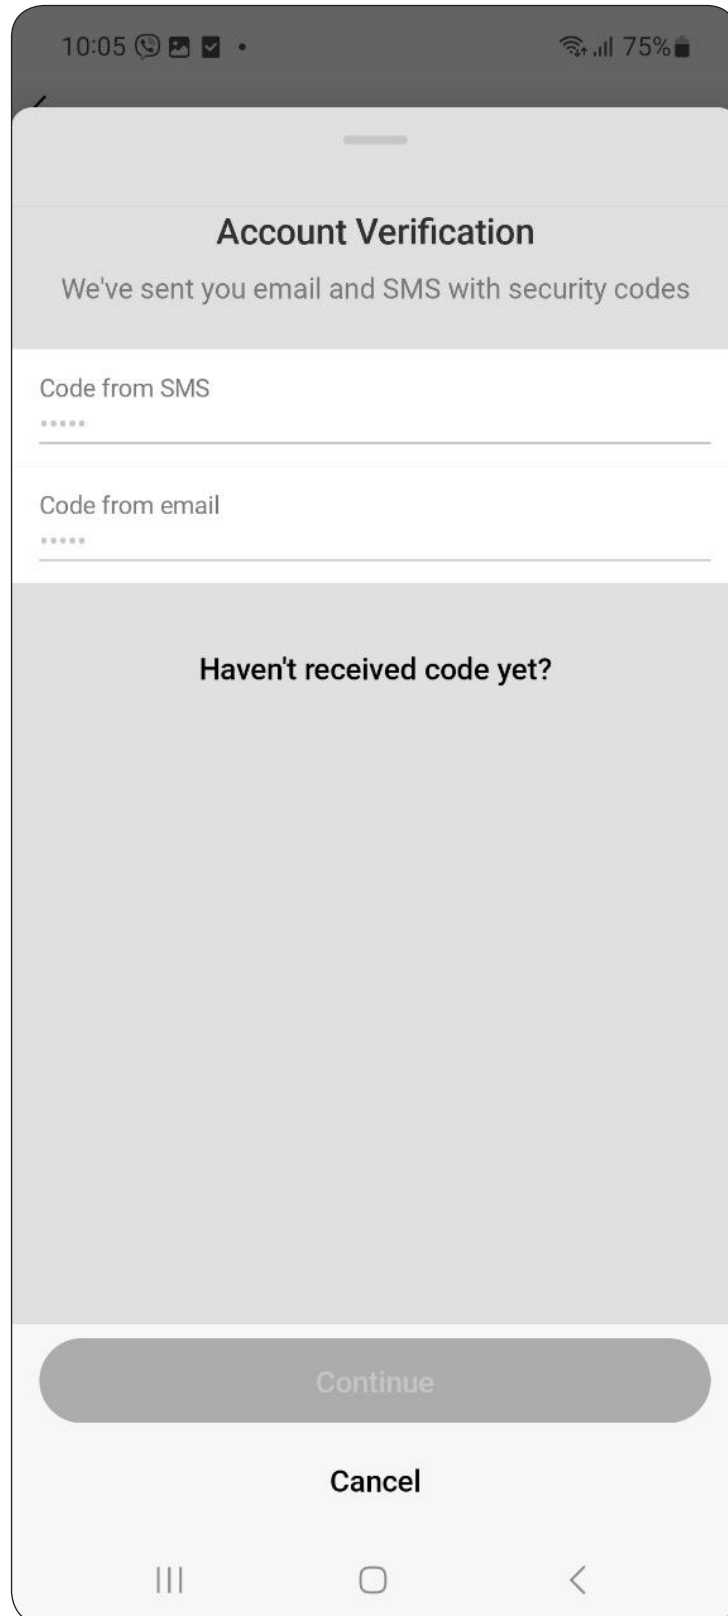 10:05
75%
Account Verification
We've sent you email and SMS with security codes
Code from SMS
•••••
Code from email
•••••
Haven't received code yet?
Continue
Cancel